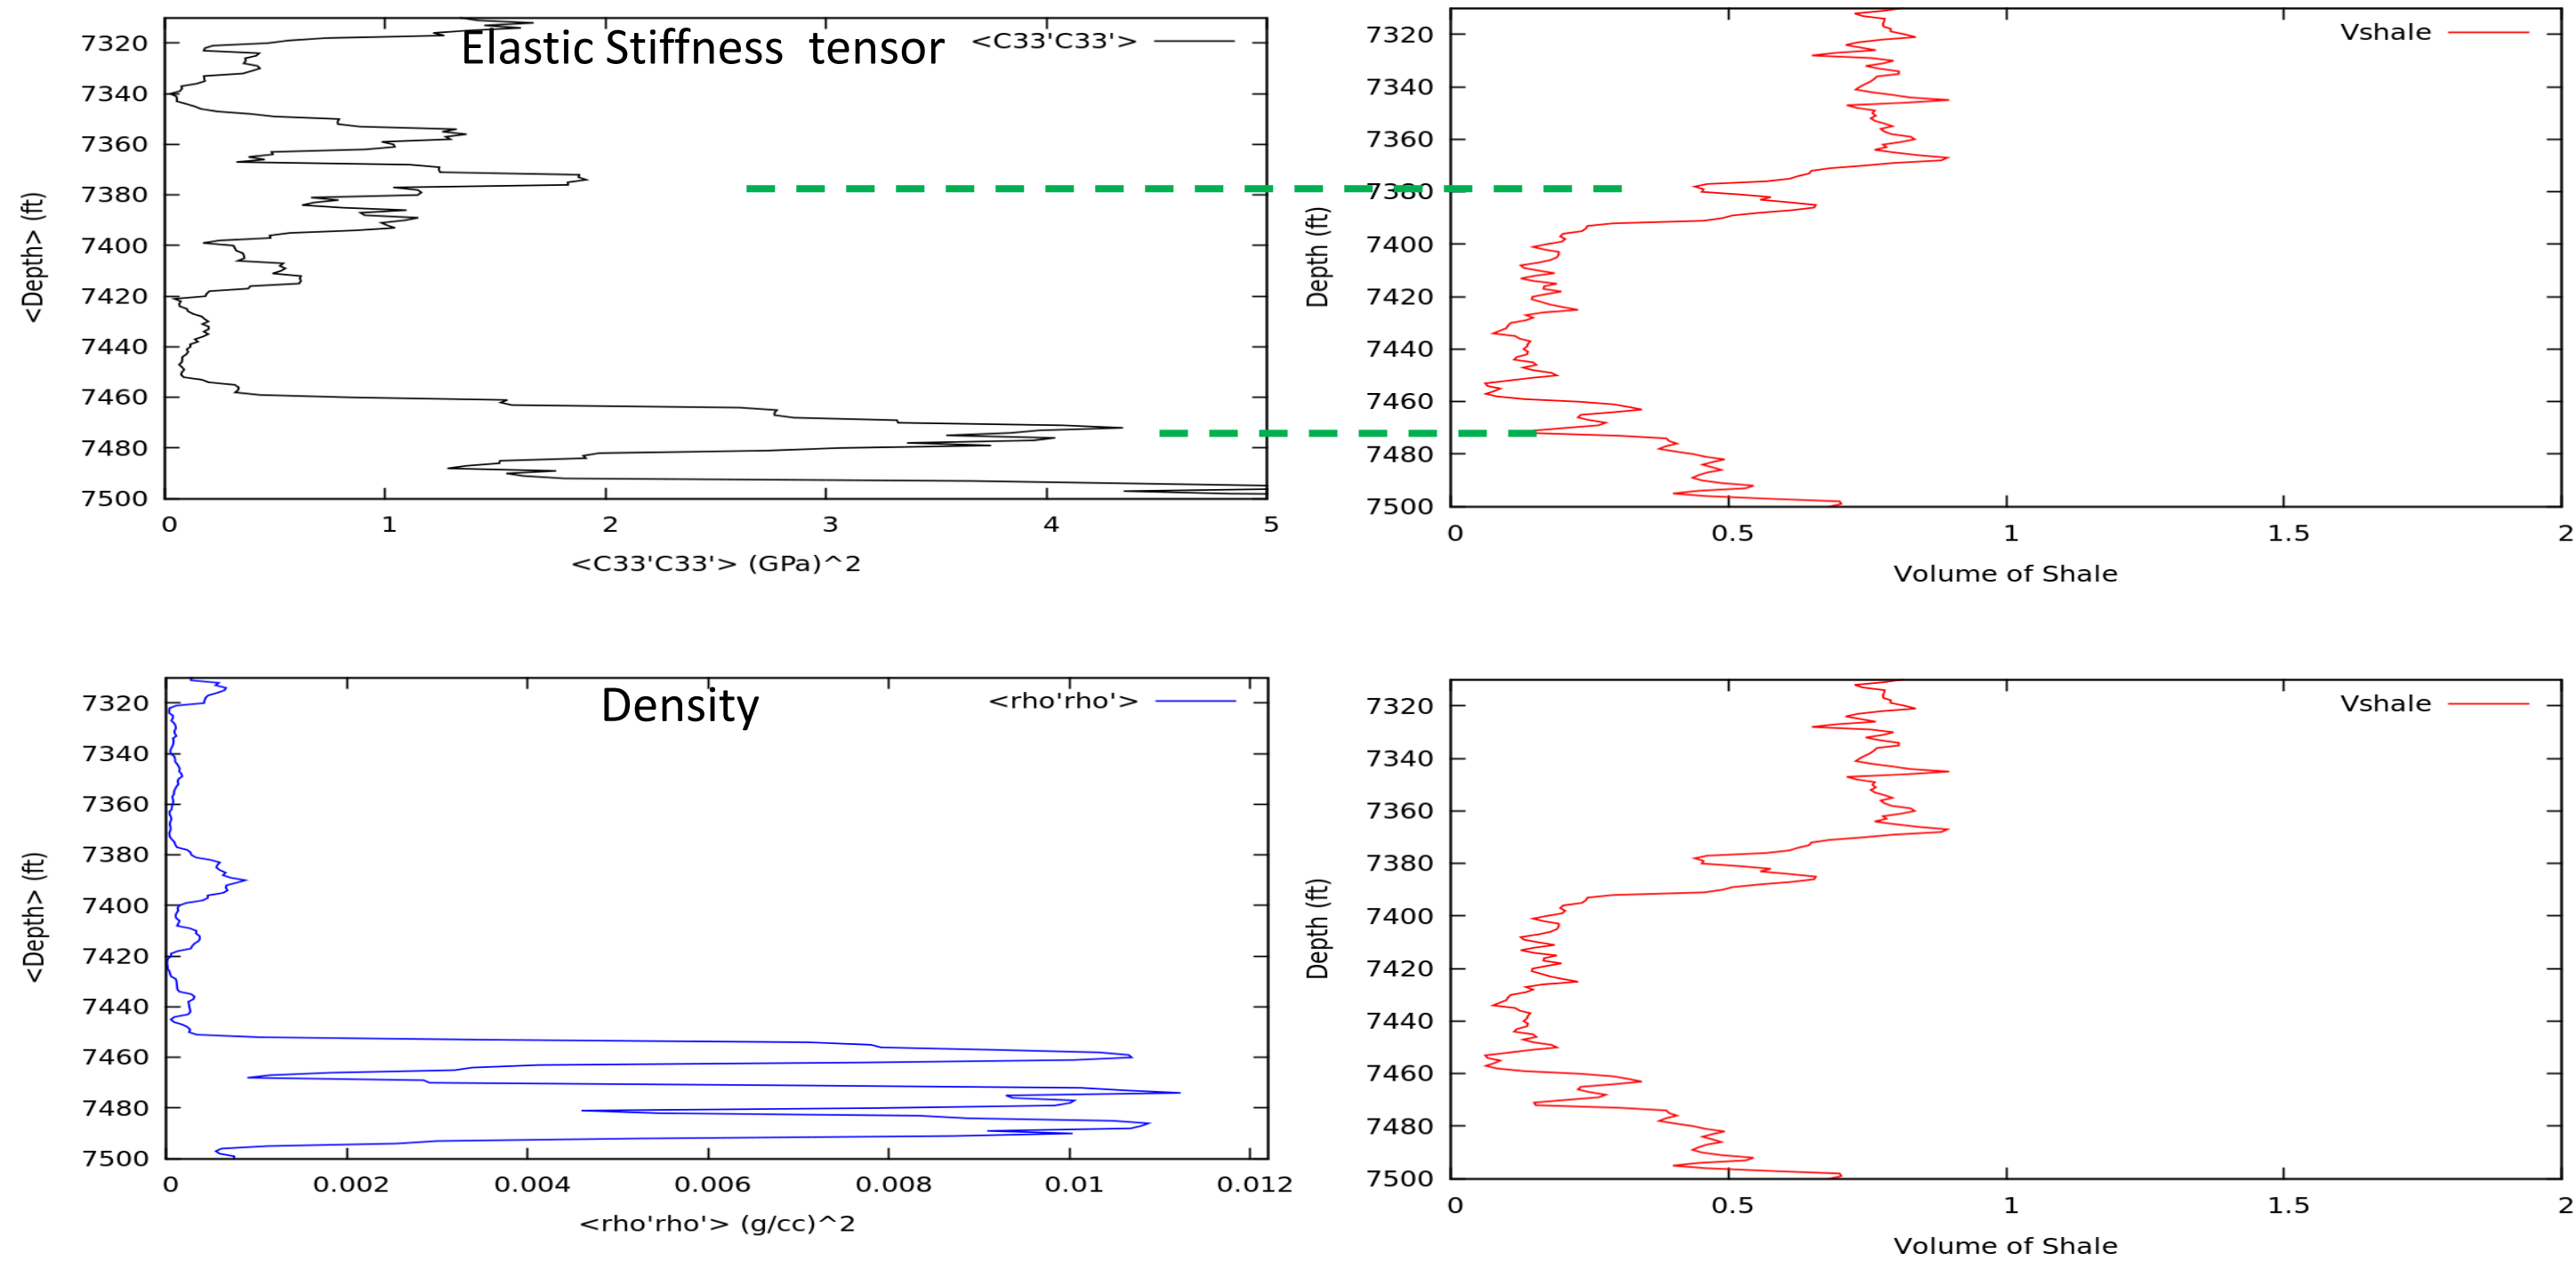 Elastic Stiffness  tensor
<C33'C33'>
7320
7340
7360
7380
7400
7420
7440
7460
7480
7500
<Depth> (ft)
0 1 2 3 4 5
<C33'C33'> (GPa)^2
Vshale
7320
7340
7360
7380
7400
7420
7440
7460
7480
7500
Depth (ft)
0 0.5 1 1.5 2
Volume of Shale
Density
<rho'rho'>
7320
7340
7360
7380
7400
7420
7440
7460
7480
7500
<Depth> (ft)
0 0.002 0.004 0.006 0.008 0.01 0.012
<rho'rho'> (g/cc)^2
Vshale
7320
7340
7360
7380
7400
7420
7440
7460
7480
7500
Depth (ft)
0 0.5 1 1.5 2
Volume of Shale